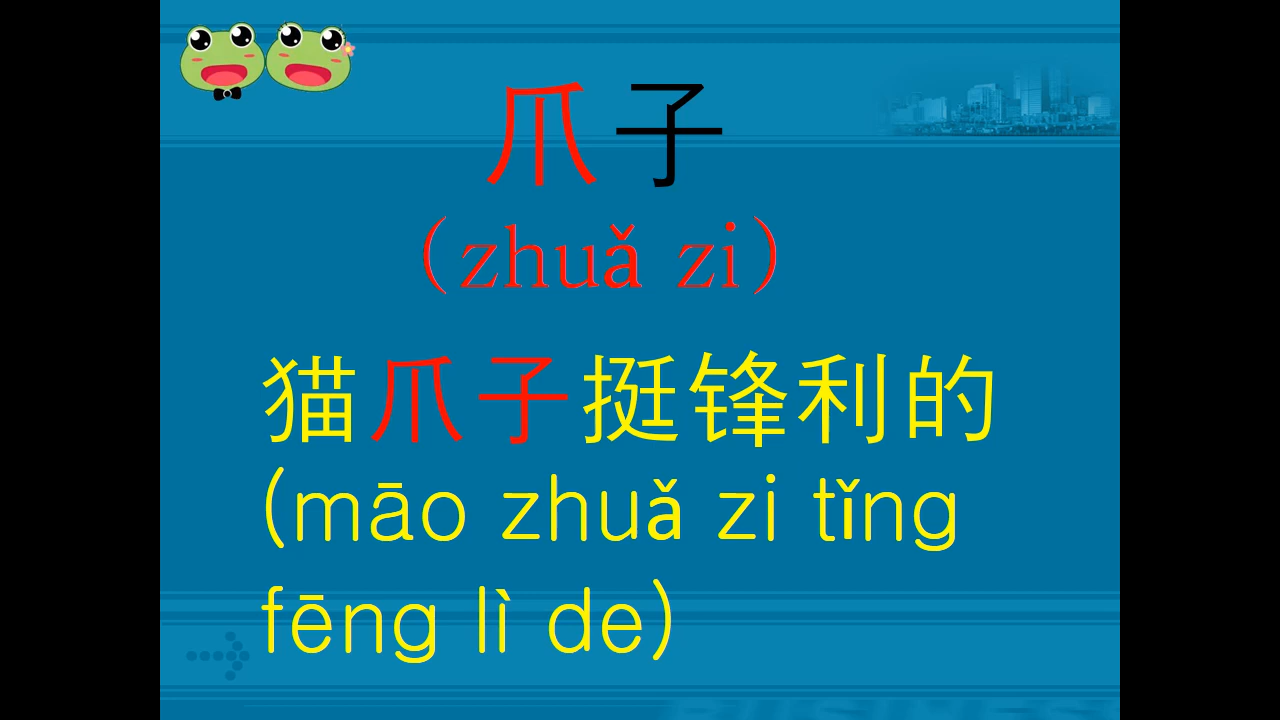 爪子
（zhuǎ zi）
猫爪子挺锋利的
(māo zhuǎ zi tǐng
fēng lì de)